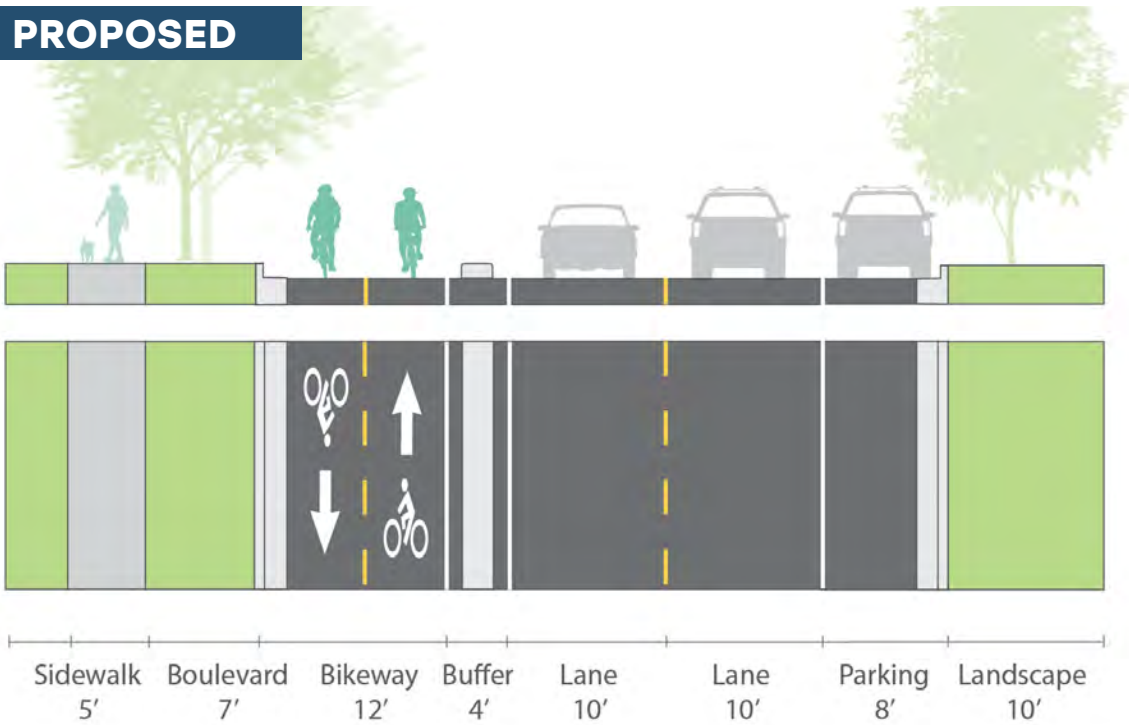 PROPOSED
Sidewalk Boulevard Bikeway Buffer Lane Lane Parking Landscape
5’ 7’ 12’ 4’ 10’ 10’ 8’ 10’